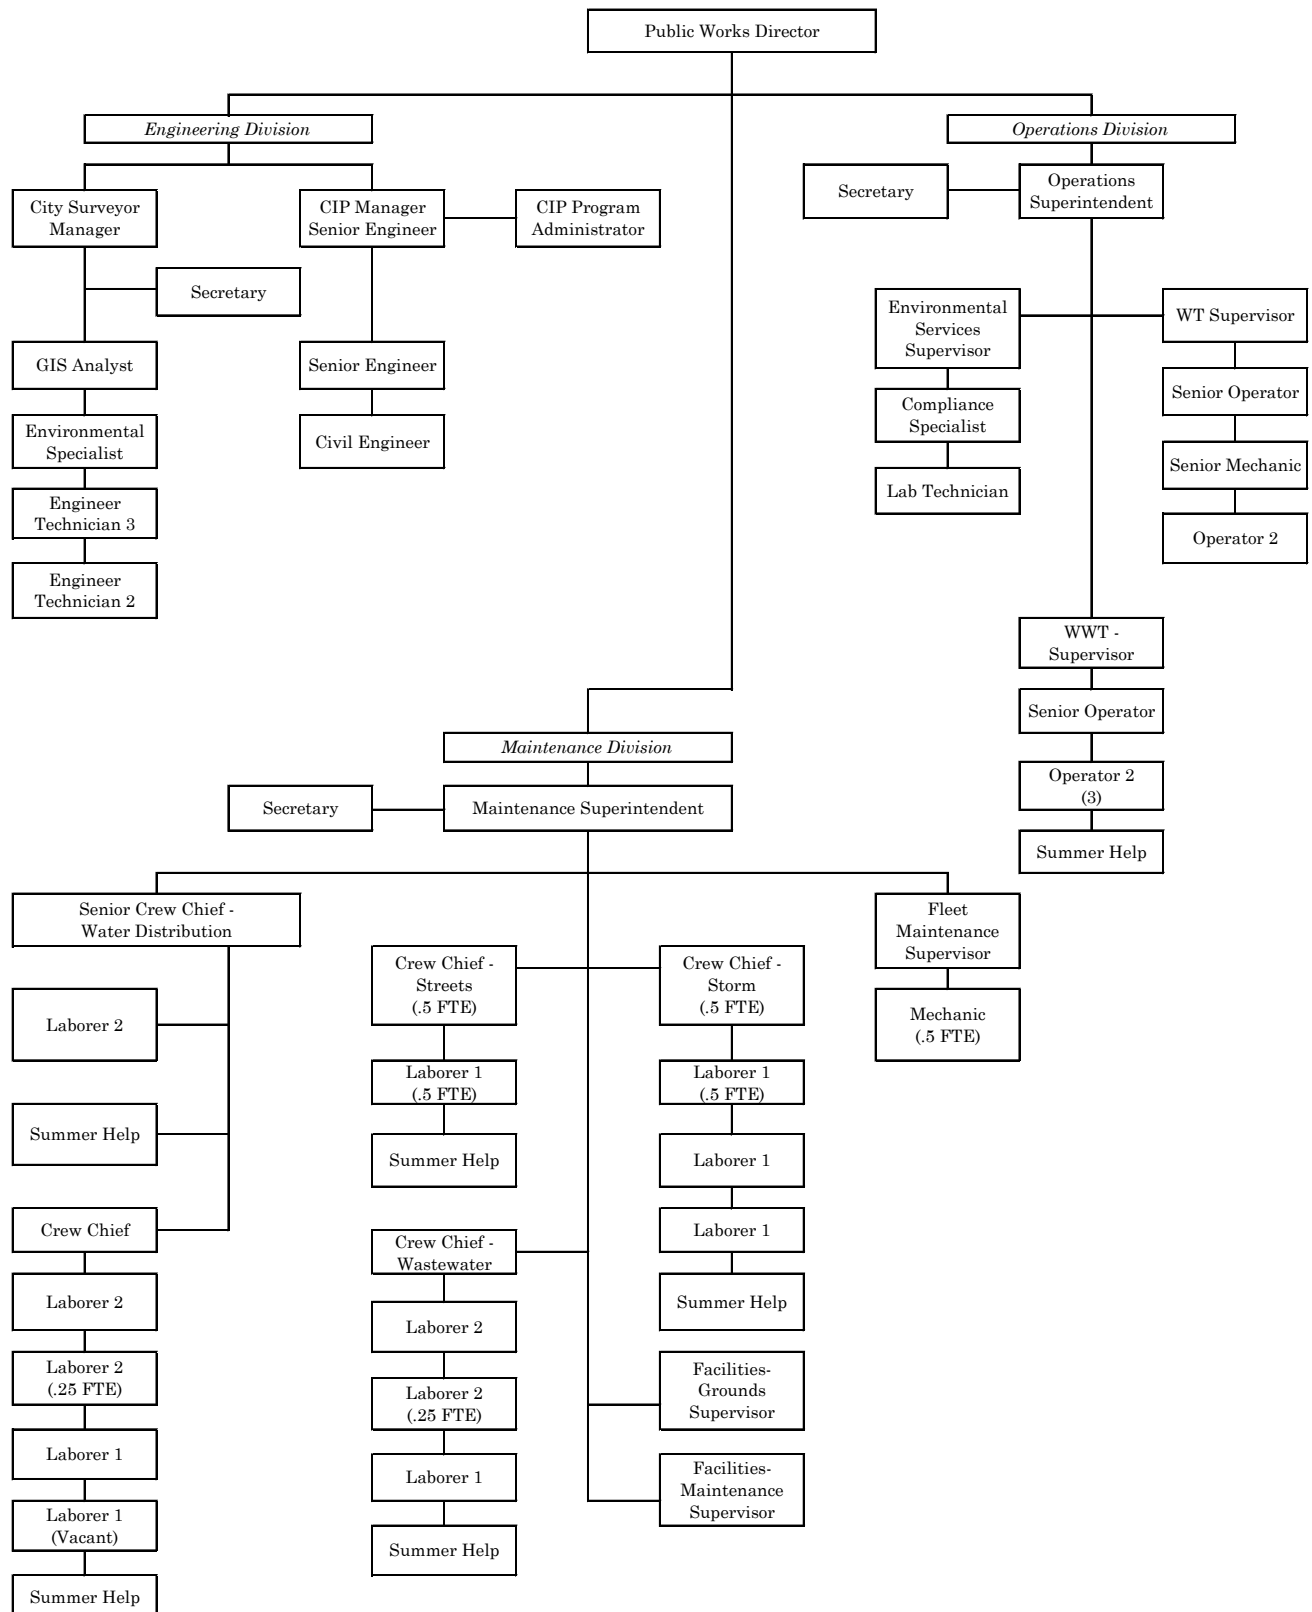 Public Works Director
Engineering Division
Operations Division
Secretary
Operations
Superintendent
City Surveyor
Manager
CIP Manager
Senior Engineer
CIP Program
Administrator
Secretary
Environmental
Services
Supervisor
WT Supervisor
GIS Analyst
Senior Engineer
Senior Operator
Compliance
Specialist
Environmental
Specialist
Civil Engineer
Senior Mechanic
Lab Technician
Engineer
Technician 3
Operator 2
Engineer
Technician 2
WWT -
Supervisor
Senior Operator
Maintenance Division
Operator 2
(3)
Secretary
Maintenance Superintendent
Summer Help
Senior Crew Chief -
Water Distribution
Fleet
Maintenance
Supervisor
Crew Chief -
Streets
(.5 FTE)
Crew Chief -
Storm
(.5 FTE)
Laborer 2
Mechanic
(.5 FTE)
Laborer 1
(.5 FTE)
Laborer 1
(.5 FTE)
Summer Help
Summer Help
Laborer 1
Crew Chief
Crew Chief -
Wastewater
Laborer 1
Laborer 2
Laborer 2
Summer Help
Laborer 2
(.25 FTE)
Laborer 2
(.25 FTE)
Facilities-
Grounds
Supervisor
Laborer 1
Laborer 1
Facilities-
Maintenance
Supervisor
Laborer 1
(Vacant)
Summer Help
Summer Help